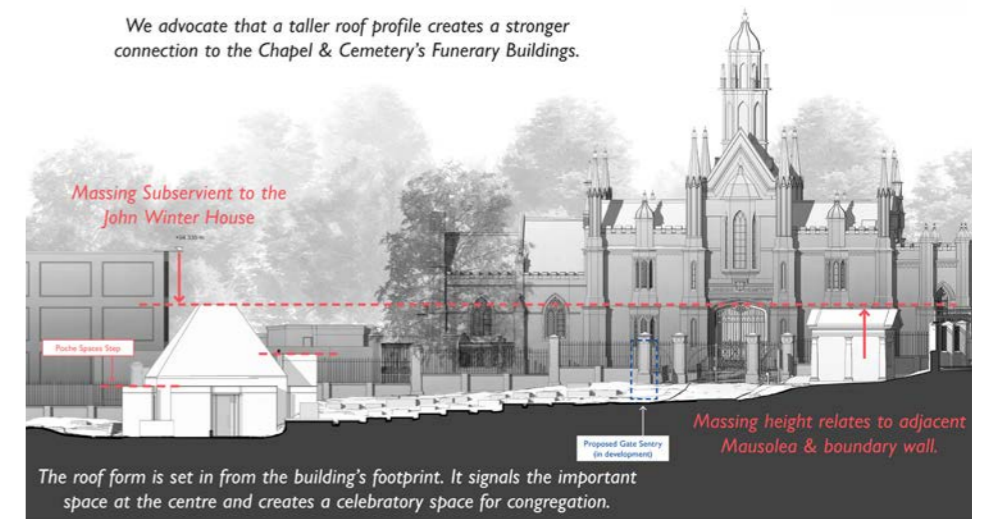 We advocate that a taller roof profile creates a stronger
connection to the Chapel & Cemetery's Funerary Buildings.
Massing Subservient to the
John Winter House
Poche Spaces Step
Proposed Gate Sentry
(in development)
Massing height relates to adjacent
Mausolea & boundary wall.
The roof form is set in from the building's footprint. It signals the important
space at the centre and creates a celebratory space for congregation.